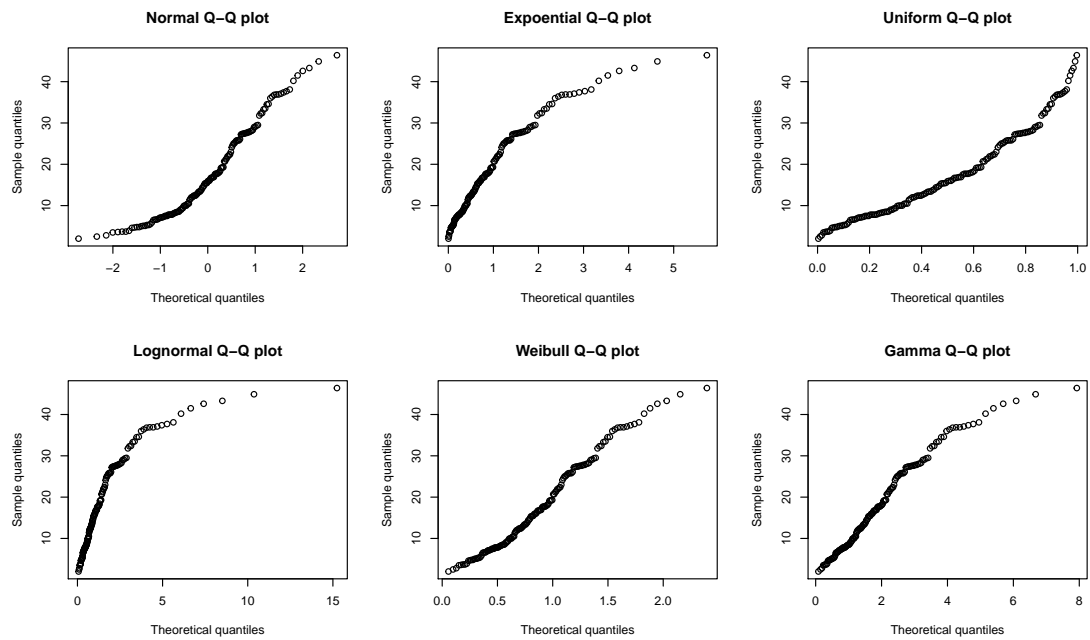 Normal Q−Q plot
Expoential Q−Q plot
Uniform Q−Q plot
Sample quantiles
10 20 30 40
−2 −1 0 1 2
Theoretical quantiles
Sample quantiles
10 20 30 40
0 1 2 3 4 5
Theoretical quantiles
Sample quantiles
10 20 30 40
0.0 0.2 0.4 0.6 0.8 1.0
Theoretical quantiles
Lognormal Q−Q plot
Weibull Q−Q plot
Gamma Q−Q plot
Sample quantiles
10 20 30 40
0 5 10 15
Theoretical quantiles
Sample quantiles
10 20 30 40
0.0 0.5 1.0 1.5 2.0
Theoretical quantiles
Sample quantiles
10 20 30 40
0 2 4 6 8
Theoretical quantiles